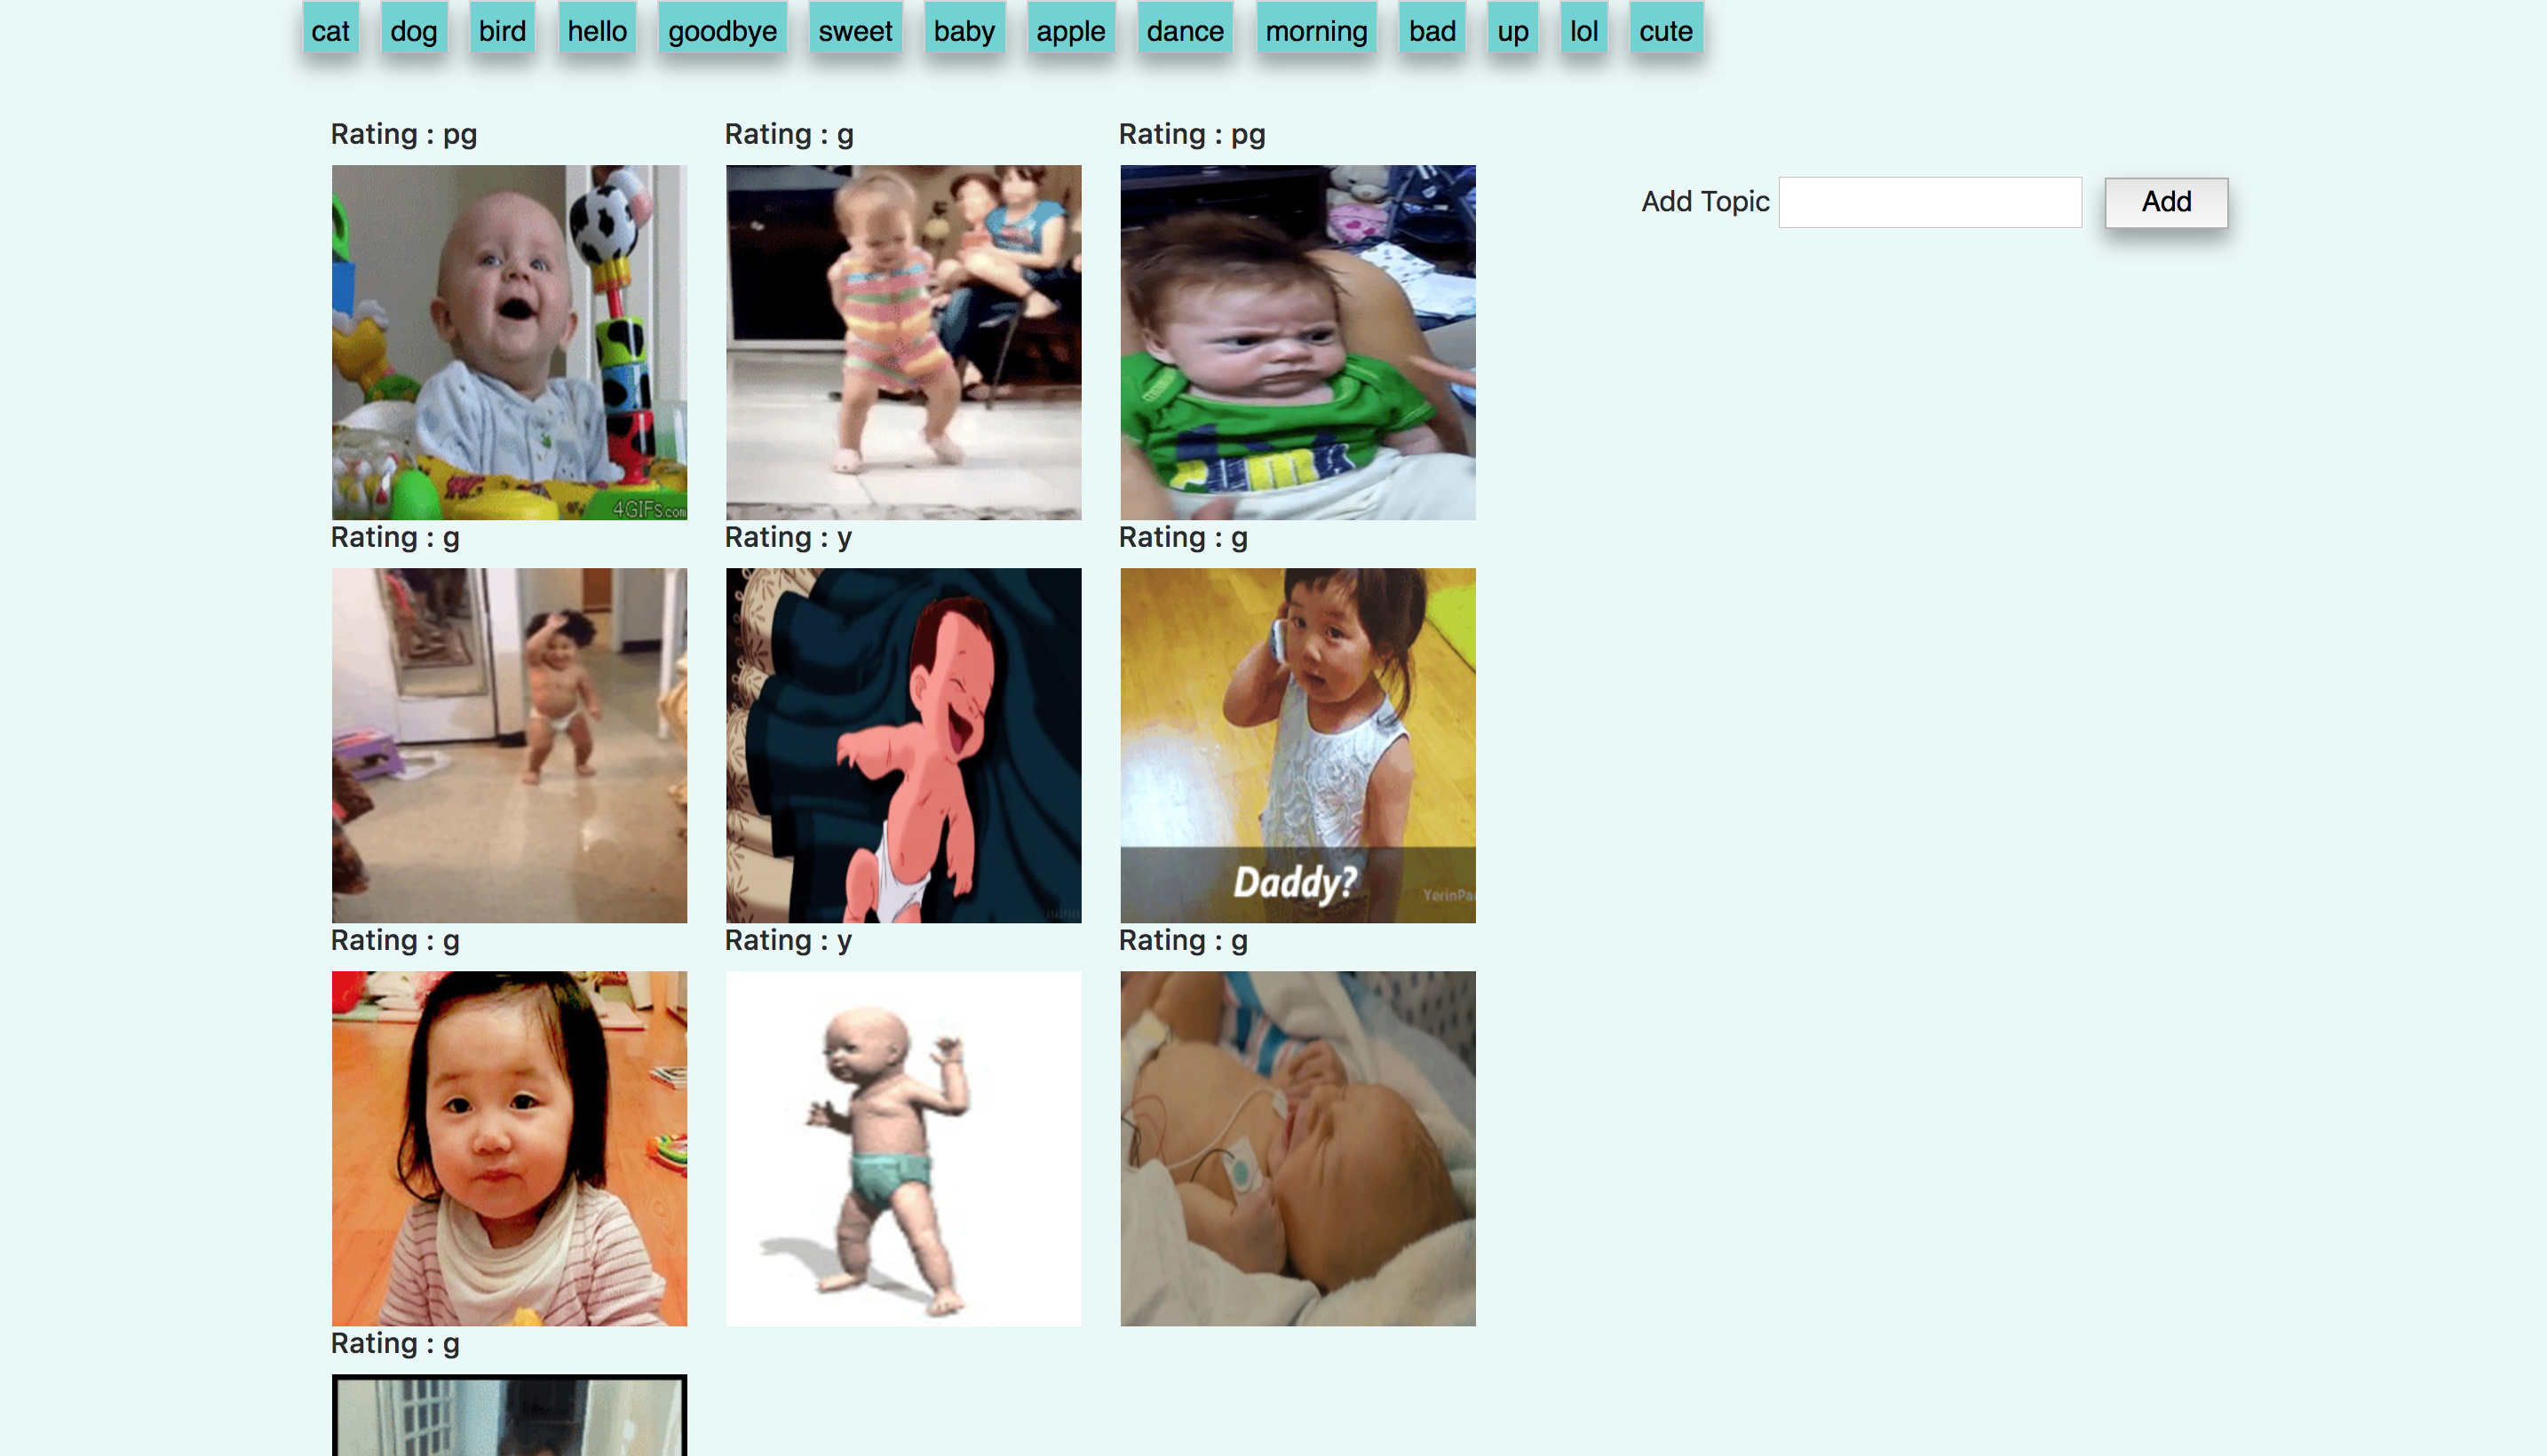 cat dog bird hello goodbye sweet baby apple dance morning bad up lol cute
Rating : pg Rating : g Rating : pg
Add Topic Add
4GIFs.com
Rating : g Rating : y Rating : g
Daddy?
Rating : g Rating : y Rating : g
Rating : g